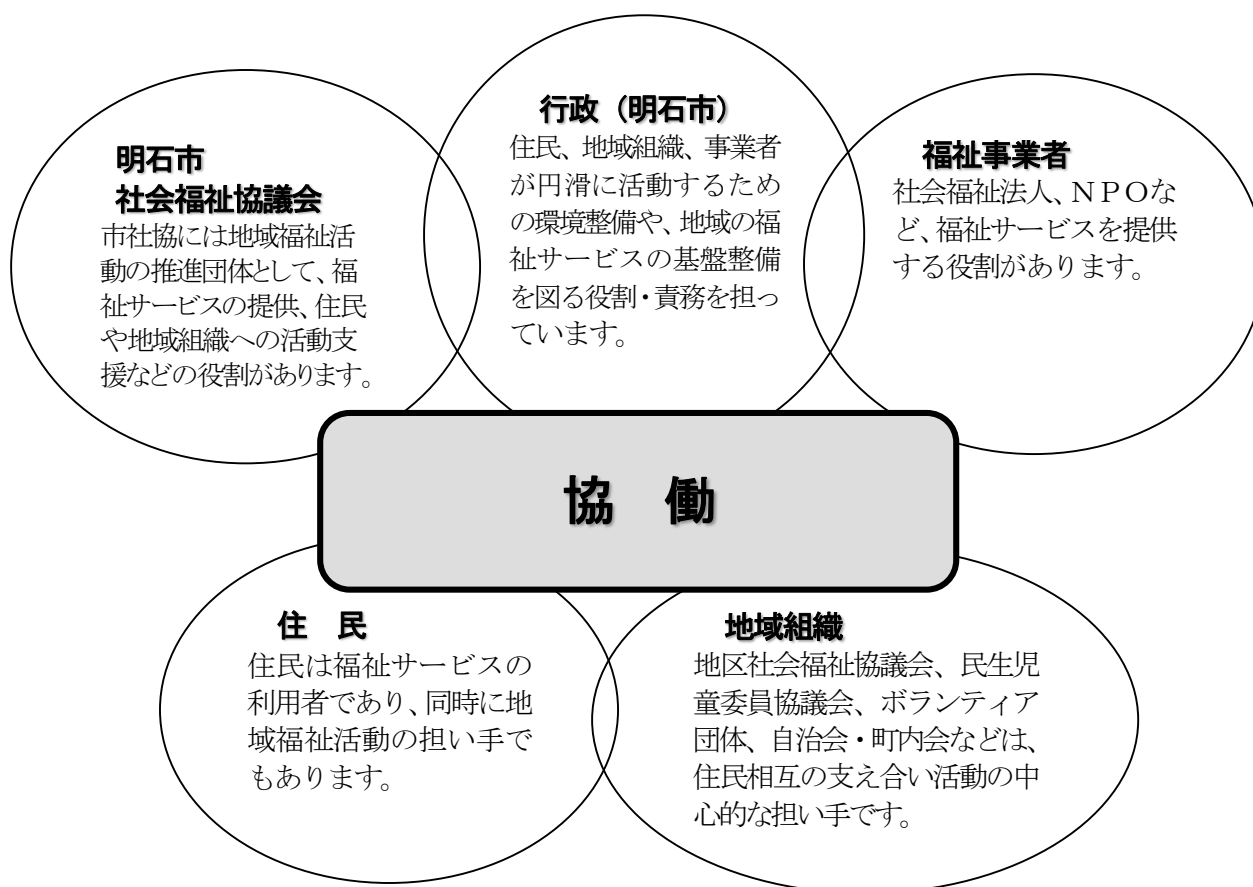 明石市
社会福祉協議会
市社協には地域福祉活
動の推進団体として、福
祉サービスの提供、住民
や地域組織への活動支
援などの役割があります。
行政（明石市）
住民、地域組織、事業者
が円滑に活動するため
の環境整備や、地域の福
祉サービスの基盤整備
を図る役割・責務を担っ
ています。
福祉事業者
社会福祉法人、ＮＰＯな
ど、福祉サービスを提供
する役割があります。
協　働
住　民
住民は福祉サービスの
利用者であり、同時に地
域福祉活動の担い手で
もあります。
地域組織
地区社会福祉協議会、民生児
童委員協議会、ボランティア
団体、自治会・町内会などは、
住民相互の支え合い活動の中
心的な担い手です。